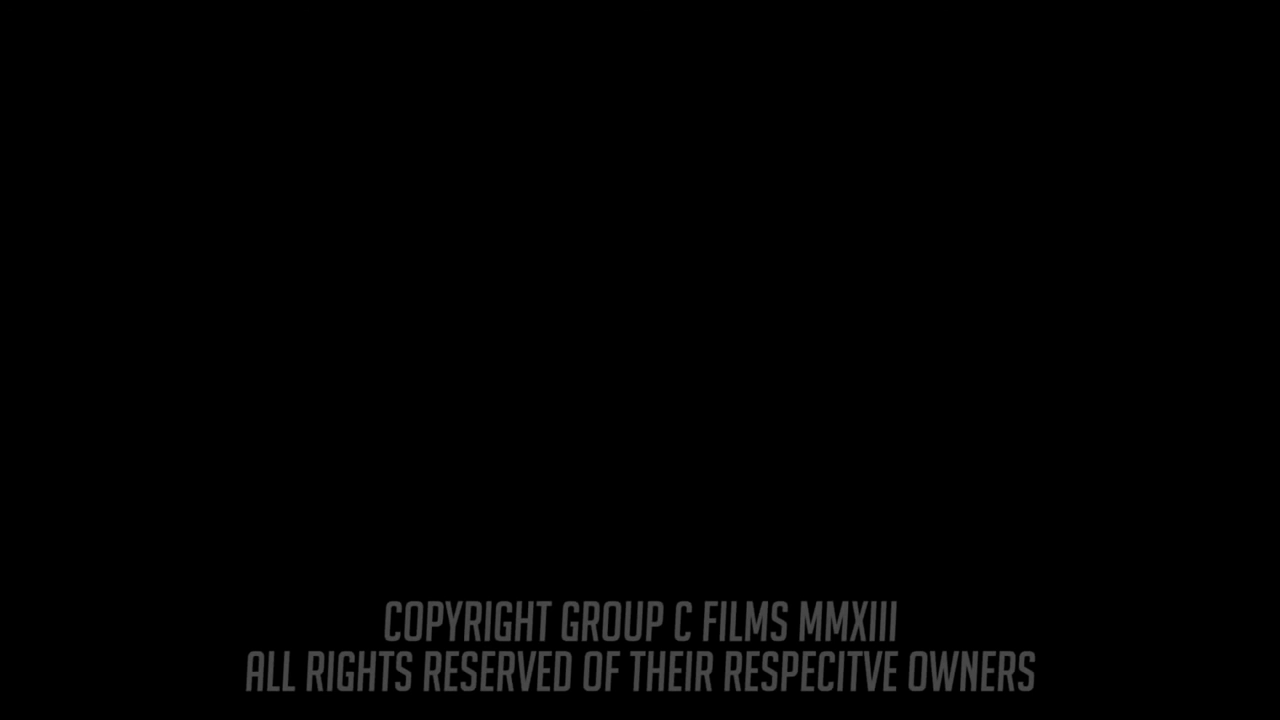 COPYRIGHT GROUP C FILMS MMXIII
ALL RIGHTS RESERVED OF THEIR RESPECITVE OWNERS